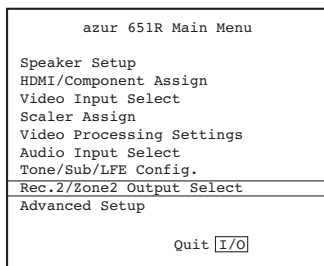 azur 651R Main Menu
Speaker Setup
HDMI/Component Assign
Video Input Select
Scaler Assign
Video Processing Settings
Audio Input Select
Tone/Sub/LFE Config.
Rec.2/Zone2 Output Select
Advanced Setup
Quit I/O